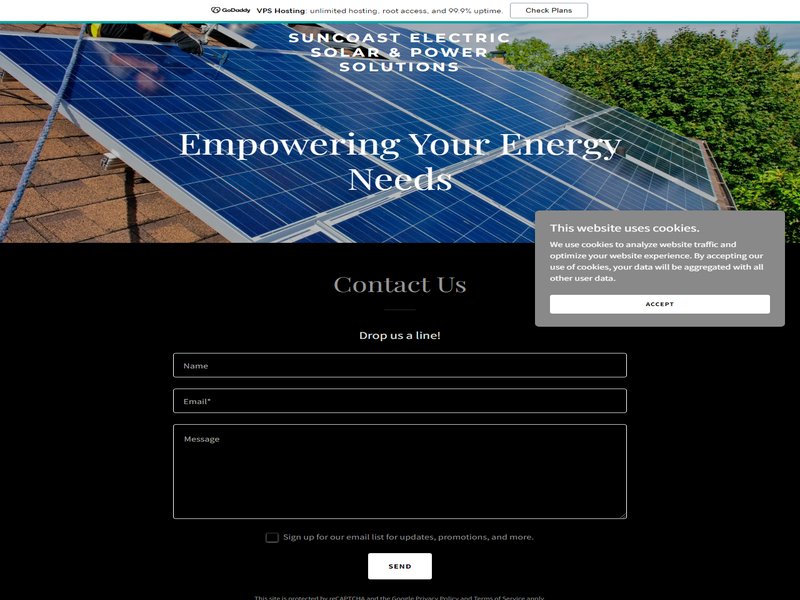 GoDaddy VPS Hosting: unlimited hosting, root access, and 99.9% uptime. Check Plans
SUNCOAST ELECTRIC
SOLAR & POWER
SOLUTIONS
Empowering Your Energy
Needs
This website uses cookies.
We use cookies to analyze website traffic and
optimize your website experience. By accepting our
use of cookies, your data will be aggregated with all
other user data.
ACCEPT
Contact Us
Drop us a line!
Name
Email*
Message
Sign up for our email list for updates, promotions, and more.
SEND
This site is protected by reCAPTCHA and the Google Privacy Policy and Terms of Service apply.